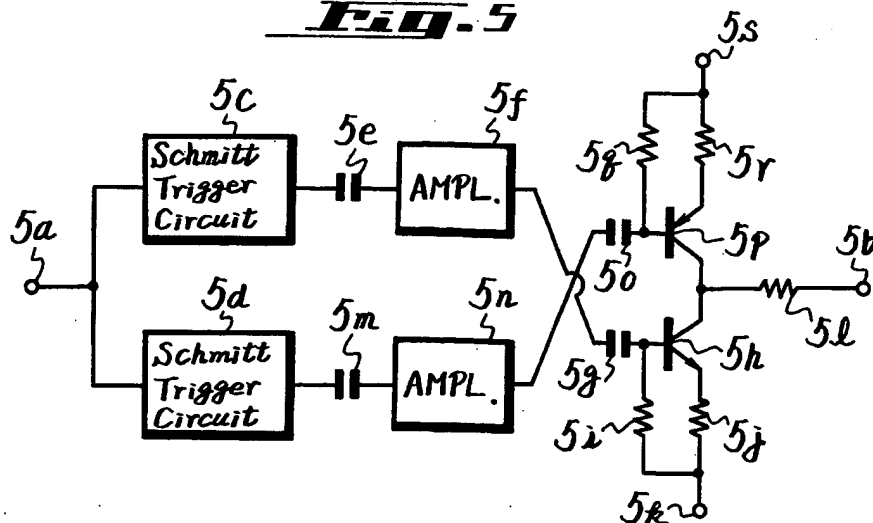 Fig. 5
5s
5c
5e
5f
Schmitt
Trigger
Circuit
AMPL.
5q
5r
5a
5o
5p
5b
5d
5m
5n
Schmitt
Trigger
Circuit
AMPL.
5g
5h
5l
5i
5j
5k